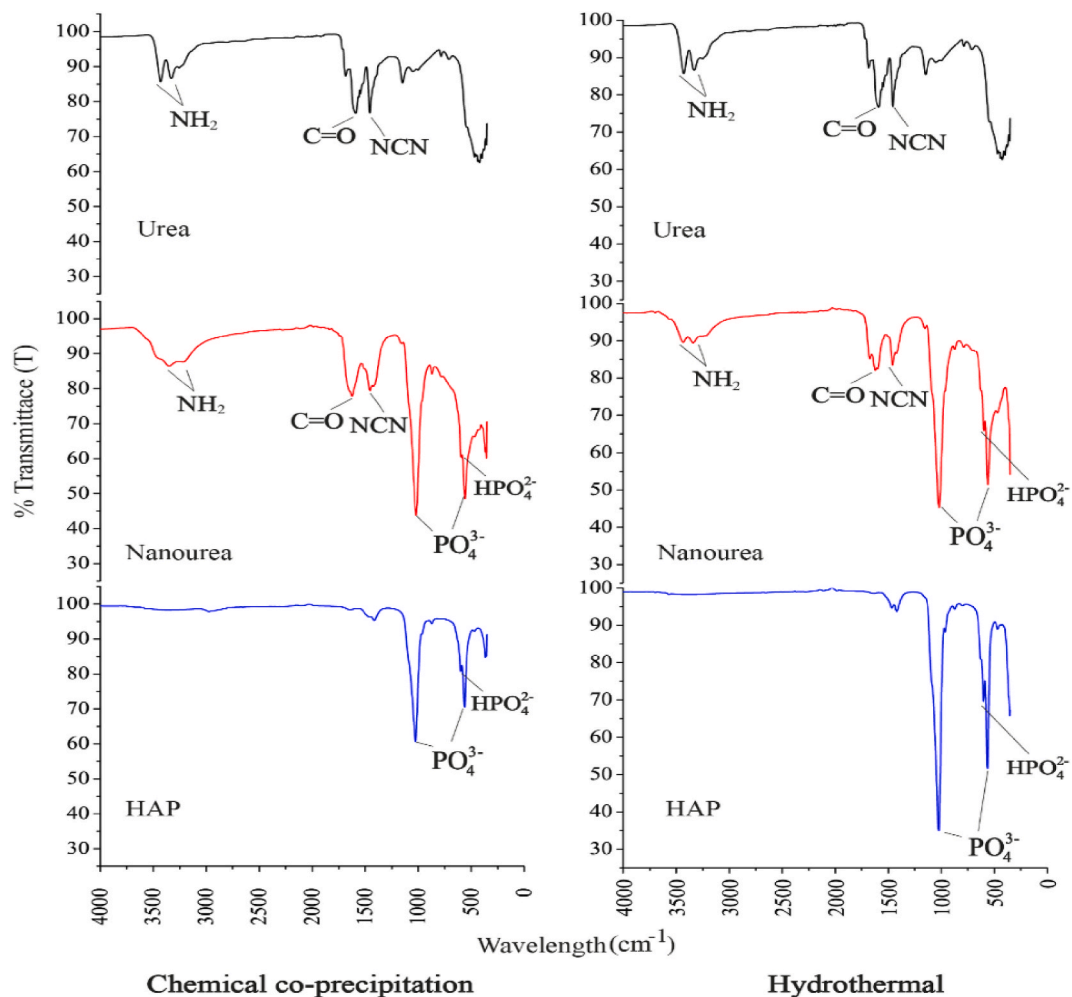 100
90
80
70
60
50
40
30
NH₂
C=O
NCN
Urea
100
90
80
70
60
50
40
30
NH₂
C=O
NCN
HPO₄²⁻
PO₄³⁻
Nanourea
100
90
80
70
60
50
40
30
HPO₄²⁻
PO₄³⁻
HAP
4000
3500
3000
2500
2000
1500
1000
500
0
100
90
80
70
60
50
40
30
NH₂
C=O
NCN
Urea
100
90
80
70
60
50
40
30
NH₂
C=O
NCN
HPO₄²⁻
PO₄³⁻
Nanourea
100
90
80
70
60
50
40
30
HPO₄²⁻
PO₄³⁻
HAP
4000
3500
3000
2500
2000
1500
1000
500
0
% Transmittace (T)
Wavelength (cm⁻¹)
Chemical co-precipitation
Hydrothermal